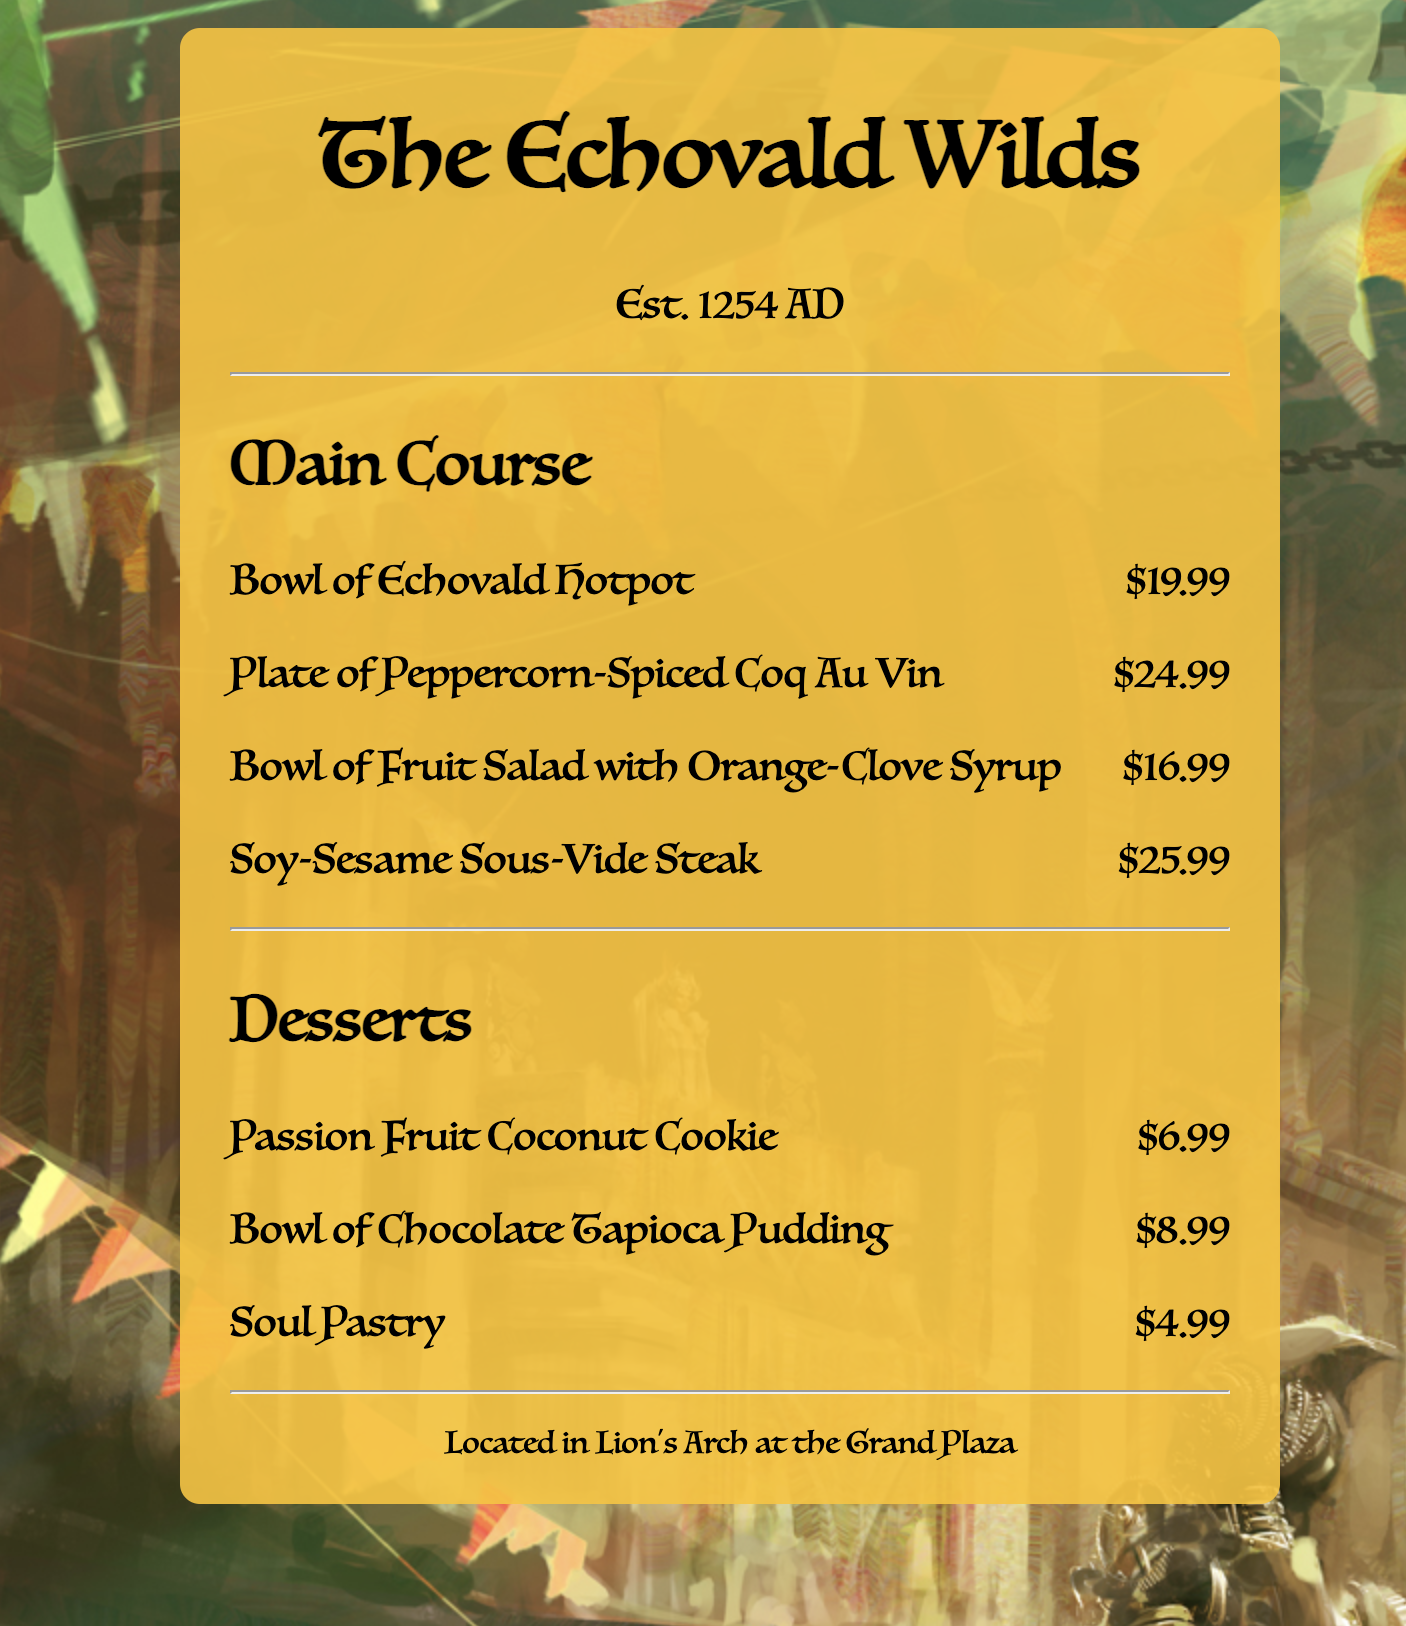 The Echovald Wilds
Est. 1254 AD
Main Course
Bowl of Echovald Hotpot $19.99
Plate of Peppercorn-Spiced Coq Au Vin $24.99
Bowl of Fruit Salad with Orange-Clove Syrup $16.99
Soy-Sesame Sous-Vide Steak $25.99
Desserts
Passion Fruit Coconut Cookie $6.99
Bowl of Chocolate Tapioca Pudding $8.99
Soul Pastry $4.99
Located in Lion's Arch at the Grand Plaza